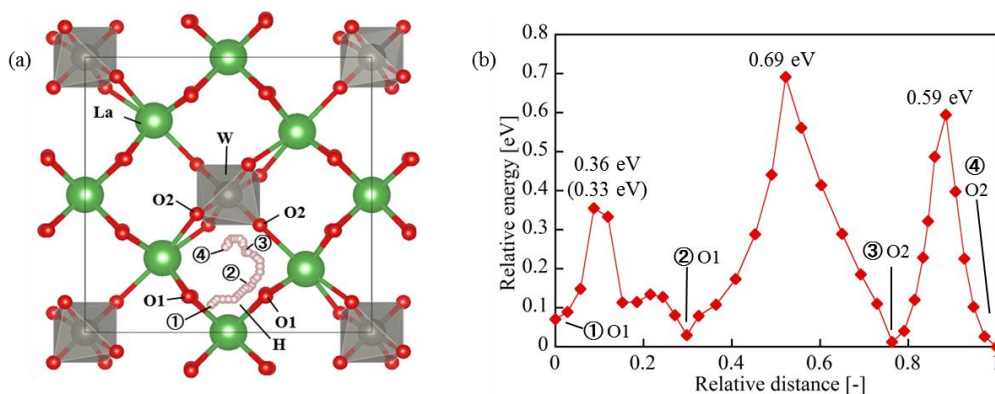 (a)
La
W
O2
O2
④
③
②
O1
①
H
O1
(b)
Relative energy [eV]
0.8
0.7
0.6
0.5
0.4
0.3
0.2
0.1
0
0.36 eV
(0.33 eV)
0.69 eV
0.59 eV
① O1
② O1
③ O2
④
O2
0
0.2
0.4
0.6
0.8
1
Relative distance [-]